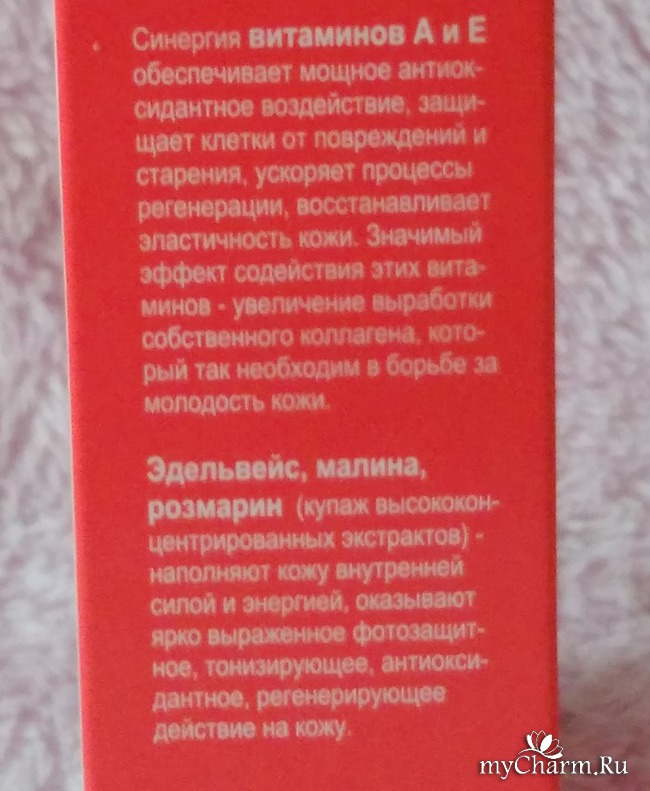 Синергия витаминов А и Е
обеспечивает мощное антиок-
сидантное воздействие, защи-
щает клетки от повреждений и
старения, ускоряет процессы
регенерации, восстанавливает
эластичность кожи. Значимый
эффект содействия этих вита-
минов - увеличение выработки
собственного коллагена, кото-
рый так необходим в борьбе за
молодость кожи.
Эдельвейс, малина,
розмарин (купаж высококон-
центрированных экстрактов) -
наполняют кожу внутренней
силой и энергией, оказывают
ярко выраженное фотозащит-
ное, тонизирующее, антиокси-
дантное, регенерирующее
действие на кожу.
myCharm.Ru